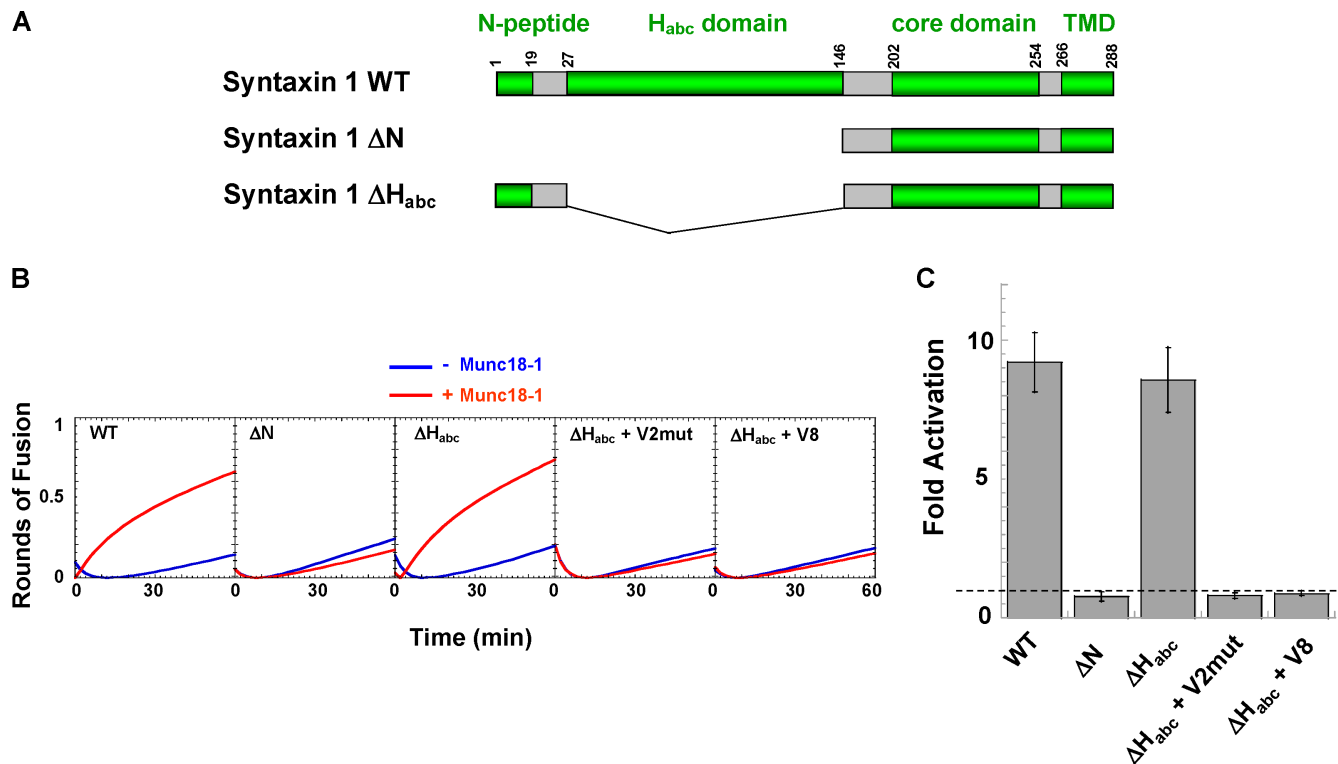 A
N-peptide Habc domain core domain TMD
1 19 27 146 202 254 266 288
Syntaxin 1 WT
Syntaxin 1 ΔN
Syntaxin 1 ΔHabc
B
- Munc18-1
+ Munc18-1
Rounds of Fusion
1
0.5
0
WT
ΔN
ΔHabc
ΔHabc + V2mut
ΔHabc + V8
0 30 0 30 0 30 0 30 0 30 60
Time (min)
C
Fold Activation
10
5
0
WT
ΔN
ΔHabc
ΔHabc + V2mut
ΔHabc + V8